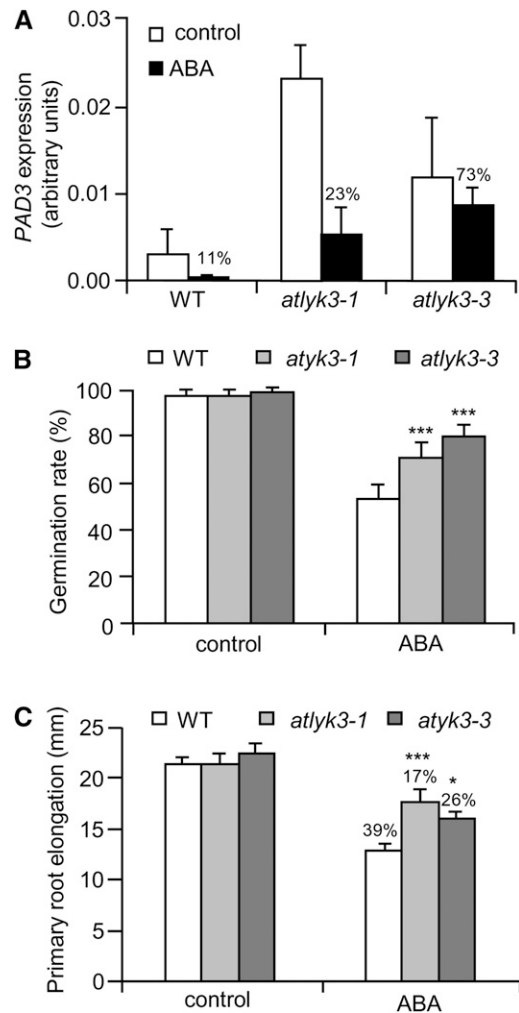 A
PAD3 expression
(arbitrary units)
0.03
0.02
0.01
0.00
control
ABA
11%
23%
73%
WT
atlyk3-1
atlyk3-3
B
WT
atyk3-1
atlyk3-3
Germination rate (%)
100
80
60
40
20
0
***
***
control
ABA
C
WT
atlyk3-1
atyk3-3
Primary root elongation (mm)
25
20
15
10
5
0
39%
***
17%
*
26%
control
ABA